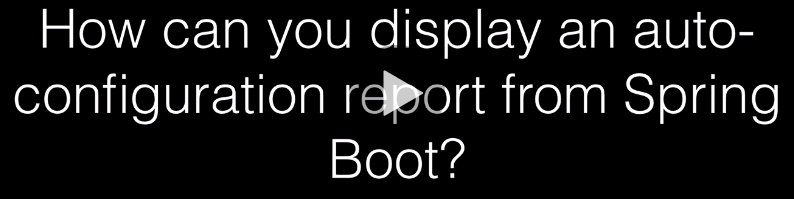 How can you display an auto-
configuration report from Spring
Boot?